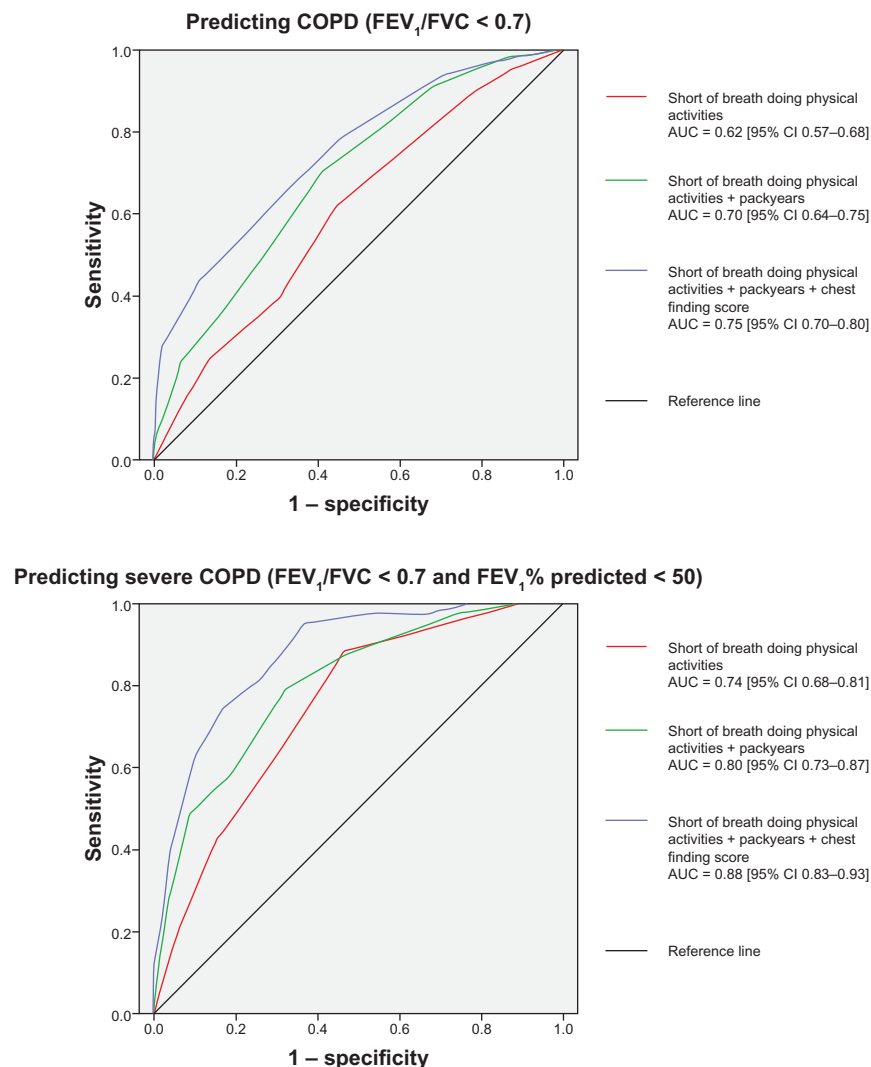 Predicting COPD (FEV₁/FVC < 0.7)
1.0
0.8
0.6
0.4
0.2
0.0
Sensitivity
0.0 0.2 0.4 0.6 0.8 1.0
1 – specificity
Short of breath doing physical
activities
AUC = 0.62 [95% CI 0.57–0.68]
Short of breath doing physical
activities + packyears
AUC = 0.70 [95% CI 0.64–0.75]
Short of breath doing physical
activities + packyears + chest
finding score
AUC = 0.75 [95% CI 0.70–0.80]
Reference line
Predicting severe COPD (FEV₁/FVC < 0.7 and FEV₁% predicted < 50)
1.0
0.8
0.6
0.4
0.2
0.0
Sensitivity
0.0 0.2 0.4 0.6 0.8 1.0
1 – specificity
Short of breath doing physical
activities
AUC = 0.74 [95% CI 0.68–0.81]
Short of breath doing physical
activities + packyears
AUC = 0.80 [95% CI 0.73–0.87]
Short of breath doing physical
activities + packyears + chest
finding score
AUC = 0.88 [95% CI 0.83–0.93]
Reference line